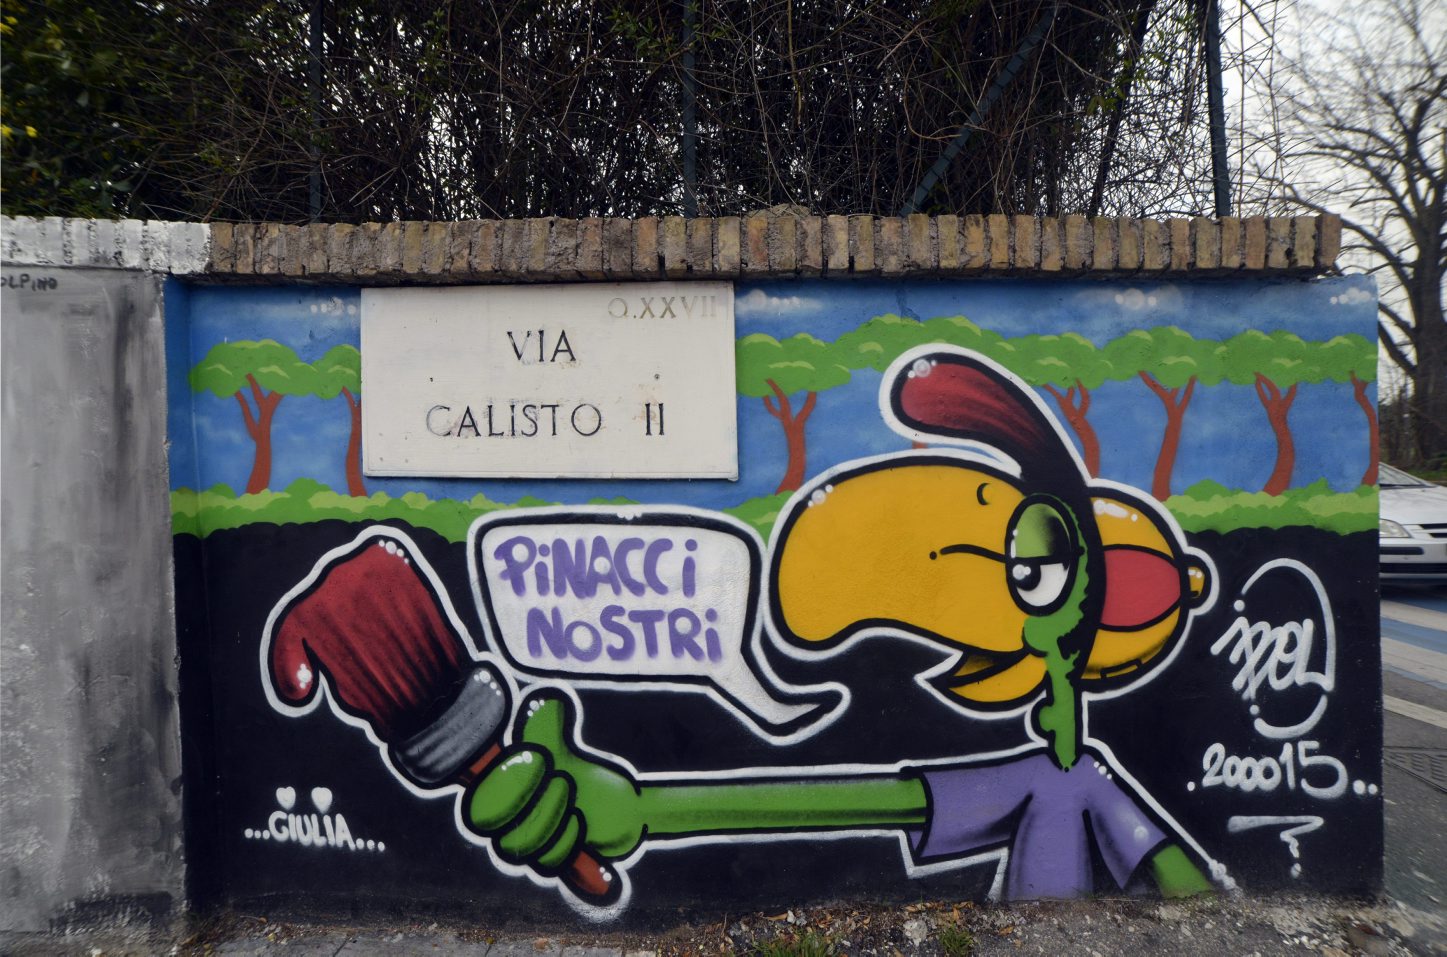 Q.XXVII
VIA
CALISTO II
PiNACCi
NoSTRi
...GIULIA...
.200015...